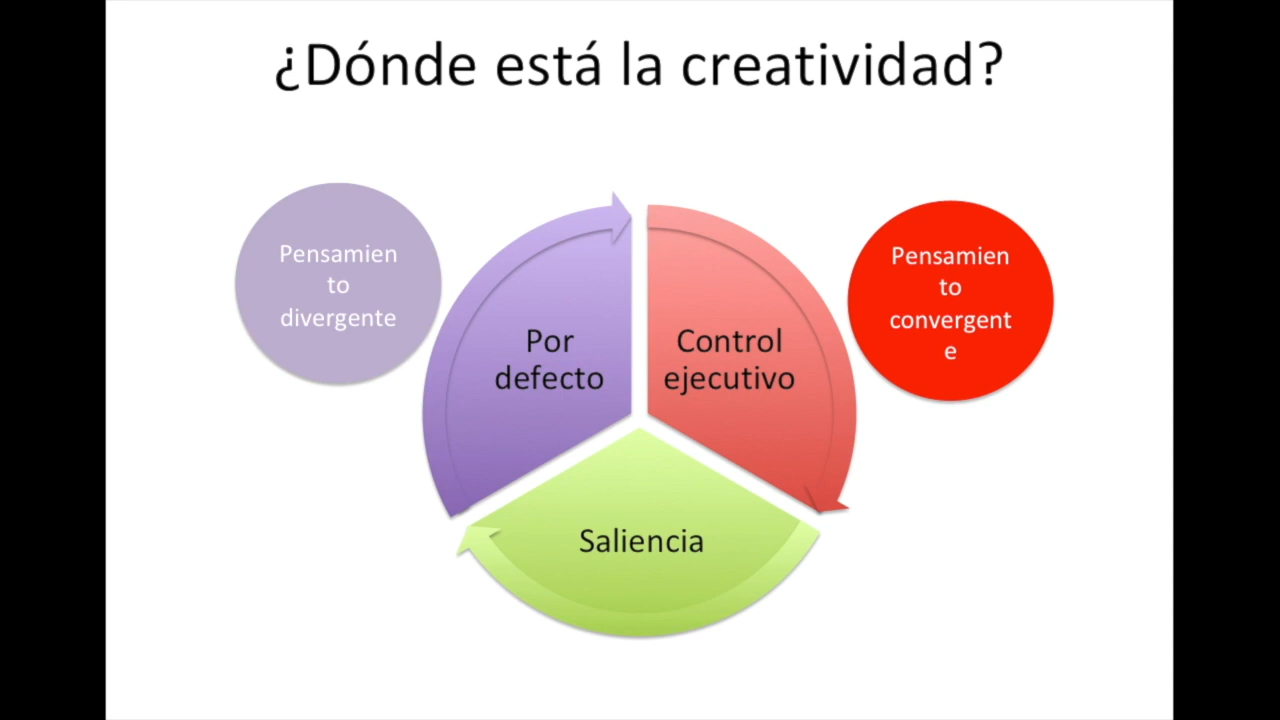 ¿Dónde está la creatividad?
Pensamien
to
divergente
Por
defecto
Control
ejecutivo
Pensamien
to
convergent
e
Saliencia